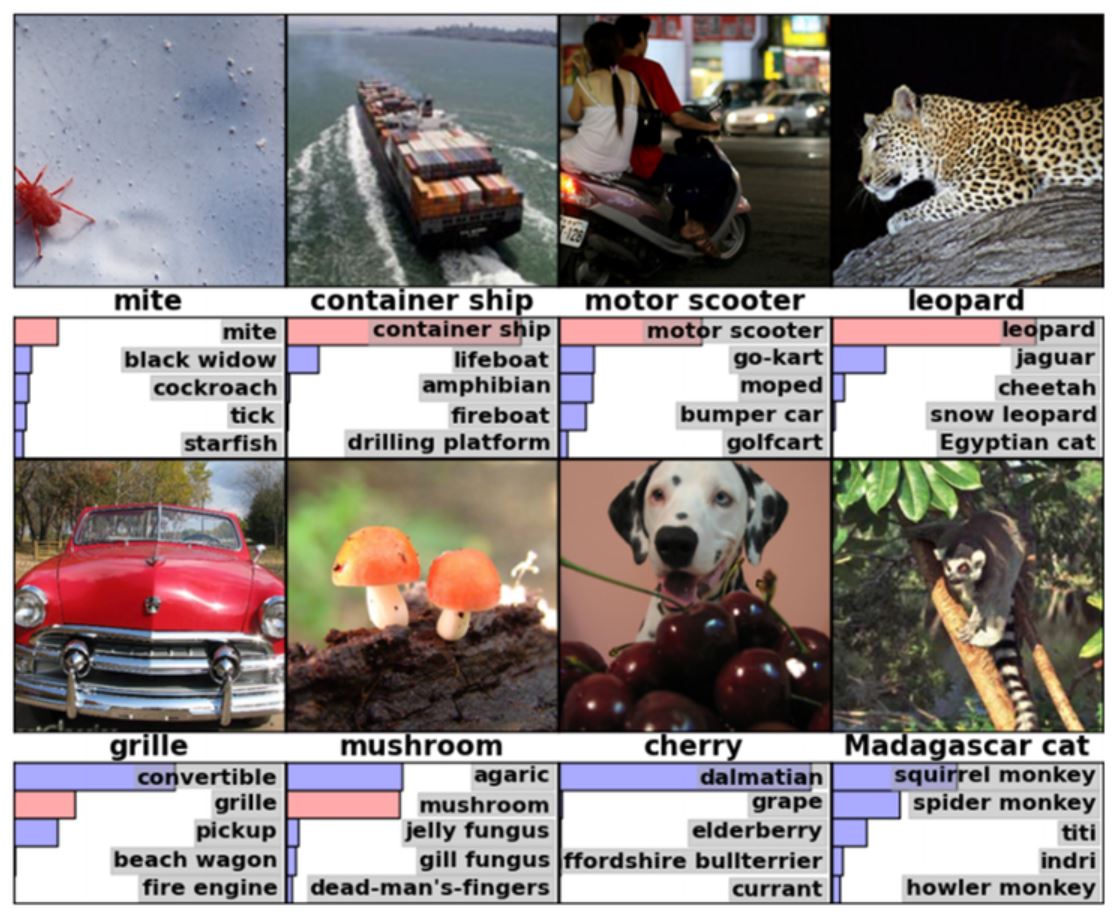 mite
container ship
motor scooter
leopard
mite
black widow
cockroach
tick
starfish
container ship
lifeboat
amphibian
fireboat
drilling platform
motor scooter
go-kart
moped
bumper car
golfcart
leopard
jaguar
cheetah
snow leopard
Egyptian cat
grille
mushroom
cherry
Madagascar cat
convertible
grille
pickup
beach wagon
fire engine
agaric
mushroom
jelly fungus
gill fungus
dead-man's-fingers
dalmatian
grape
elderberry
ffordshire bullterrier
currant
squirrel monkey
spider monkey
titi
indri
howler monkey